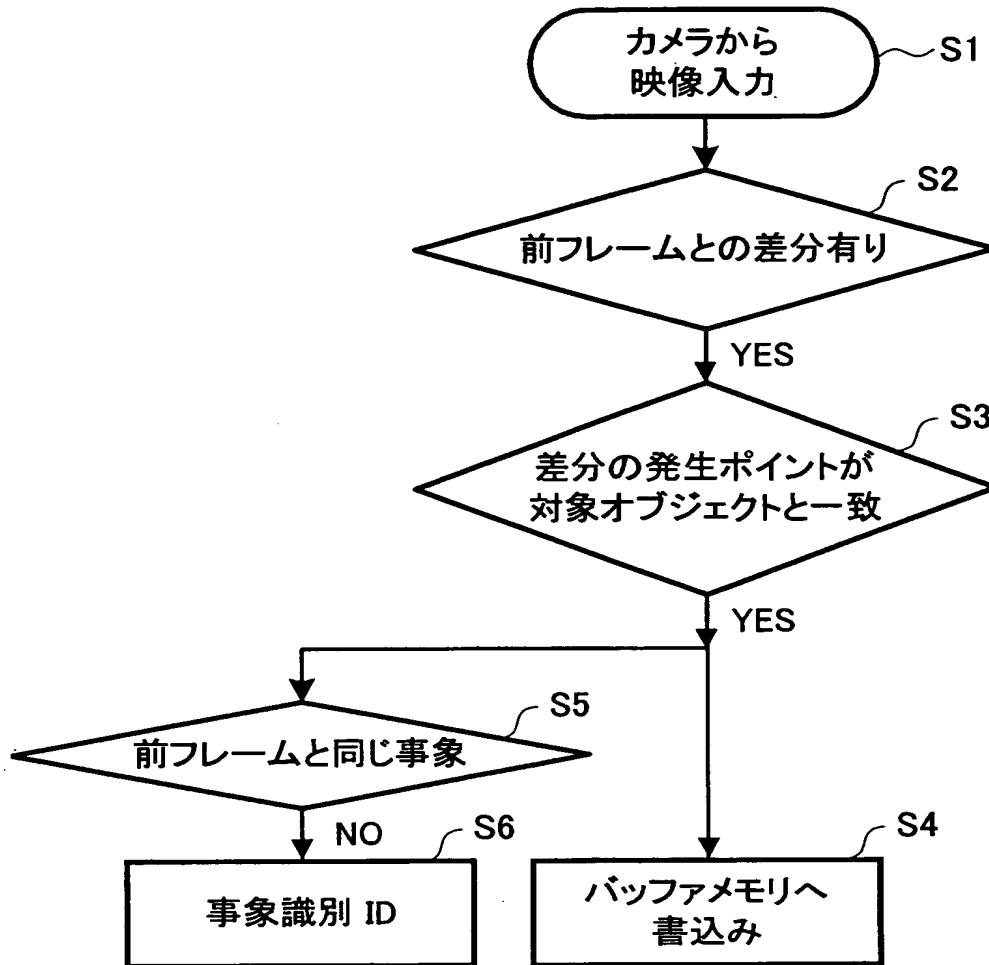 カメラから
映像入力
S1
S2
前フレームとの差分有り
YES
S3
差分の発生ポイントが
対象オブジェクトと一致
YES
S5
前フレームと同じ事象
NO
S6
事象識別 ID
S4
バッファメモリへ
書込み